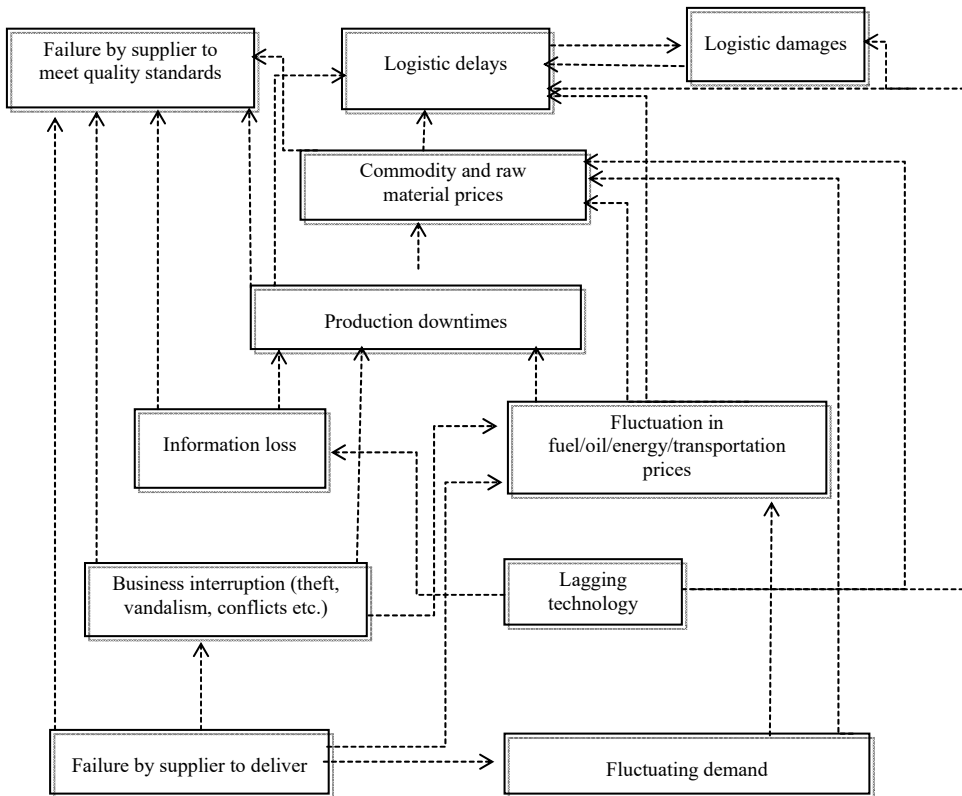 Failure by supplier to
meet quality standards
Logistic delays
Logistic damages
Commodity and raw
material prices
Production downtimes
Information loss
Fluctuation in
fuel/oil/energy/transportation
prices
Business interruption (theft,
vandalism, conflicts etc.)
Lagging
technology
Failure by supplier to deliver
Fluctuating demand